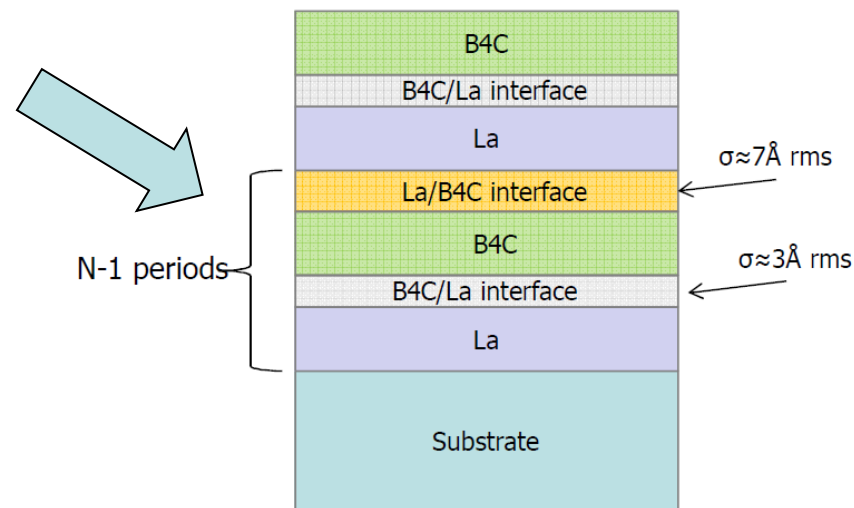 B4C
B4C/La interface
La
σ≈7Å rms
La/B4C interface
B4C
N-1 periods
σ≈3Å rms
B4C/La interface
La
Substrate